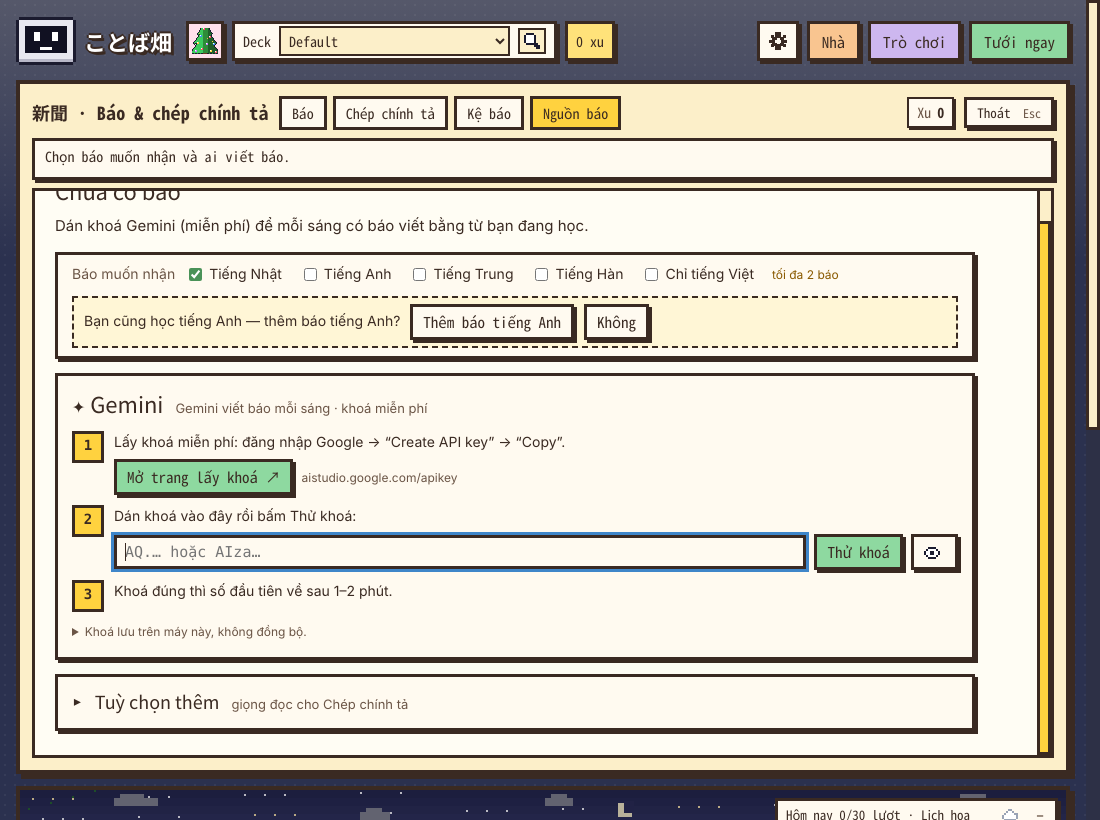 ことば畑
Deck Default 0 xu Nhà Trò chơi Tưới ngay
新聞 · Báo & chép chính tả Báo Chép chính tả Kệ báo Nguồn báo Xu 0 Thoát Esc
Chọn báo muốn nhận và ai viết báo.
Chưa có báo
Dán khoá Gemini (miễn phí) để mỗi sáng có báo viết bằng từ bạn đang học.
Báo muốn nhận Tiếng Nhật Tiếng Anh Tiếng Trung Tiếng Hàn Chỉ tiếng Việt tối đa 2 báo
Bạn cũng học tiếng Anh — thêm báo tiếng Anh? Thêm báo tiếng Anh Không
✦ Gemini Gemini viết báo mỗi sáng · khoá miễn phí
1 Lấy khoá miễn phí: đăng nhập Google → “Create API key” → “Copy”.
Mở trang lấy khoá ↗ aistudio.google.com/apikey
2 Dán khoá vào đây rồi bấm Thử khoá:
AQ.… hoặc AIza… Thử khoá
3 Khoá đúng thì số đầu tiên về sau 1–2 phút.
Khoá lưu trên máy này, không đồng bộ.
Tuỳ chọn thêm giọng đọc cho Chép chính tả
Hôm nay 0/30 lượt · Lịch hoạ −